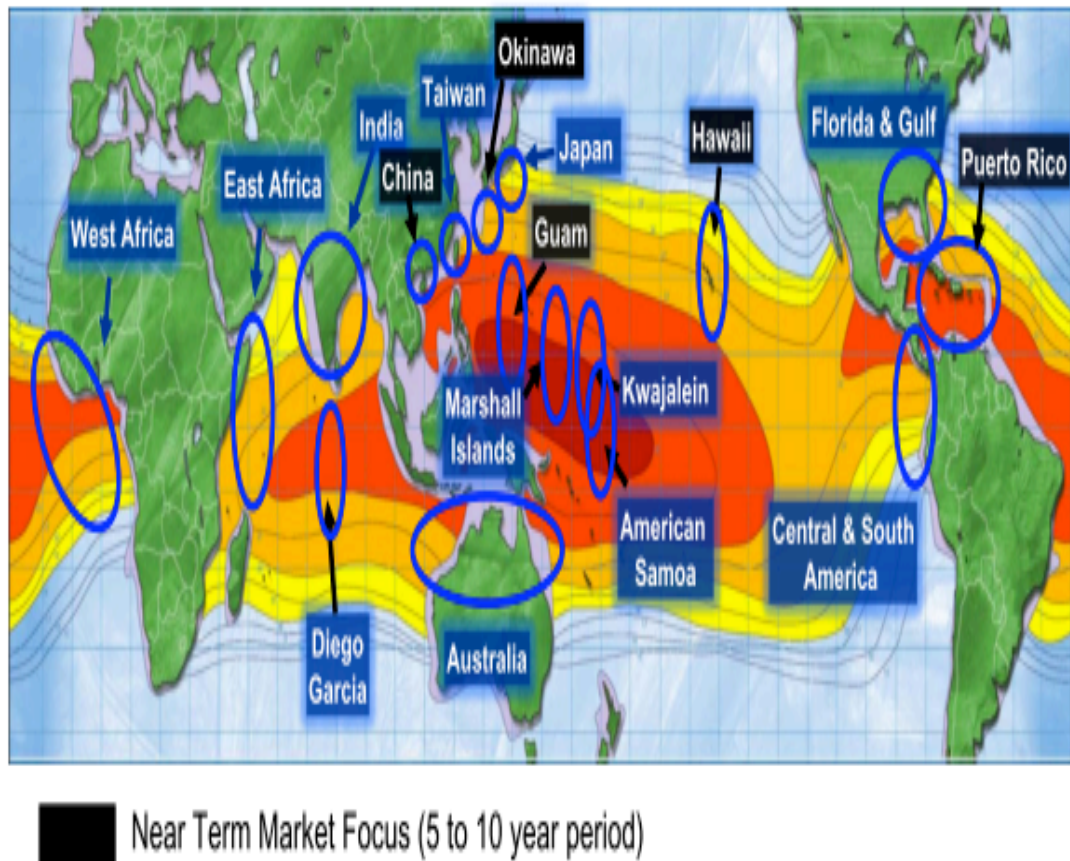 Okinawa
Taiwan
India
Japan
Hawaii
Florida & Gulf
Puerto Rico
China
East Africa
West Africa
Guam
Marshall
Islands
Kwajalein
American
Samoa
Central & South
America
Diego
Garcia
Australia
Near Term Market Focus (5 to 10 year period)